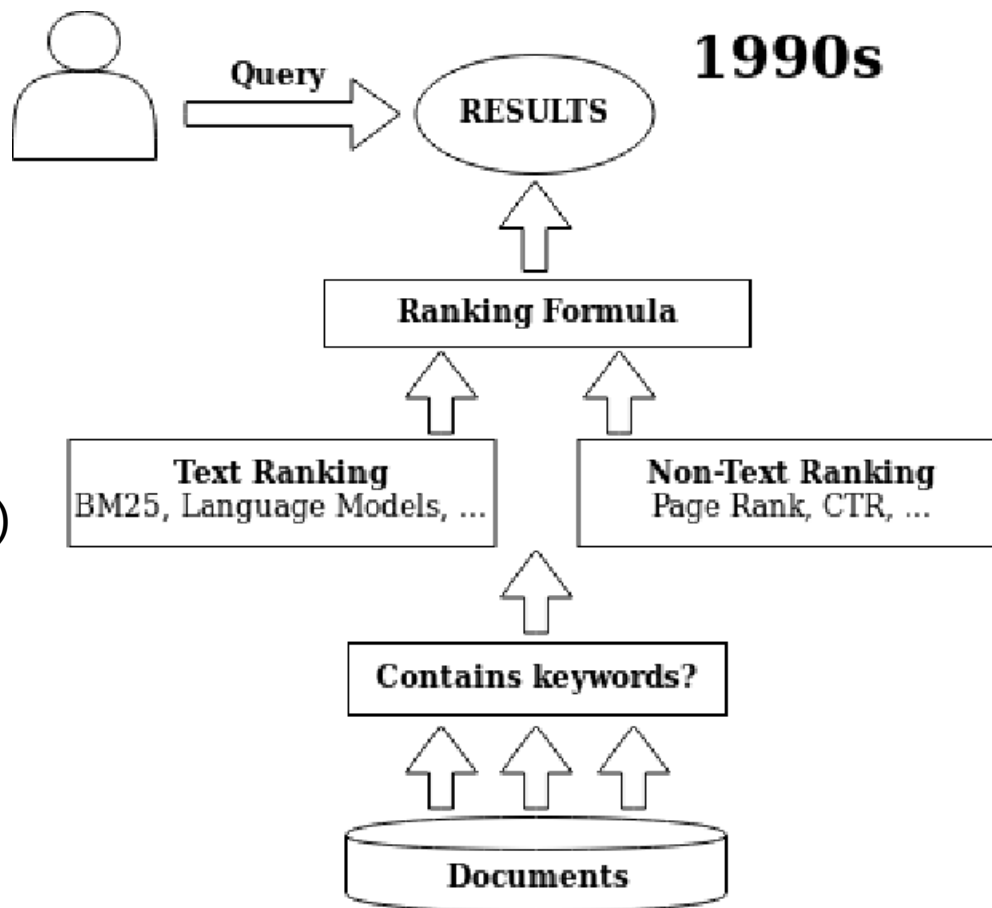 1990s
Query
RESULTS
Ranking Formula
Text Ranking
BM25, Language Models, ...
Non-Text Ranking
Page Rank, CTR, ...
)
Contains keywords?
Documents